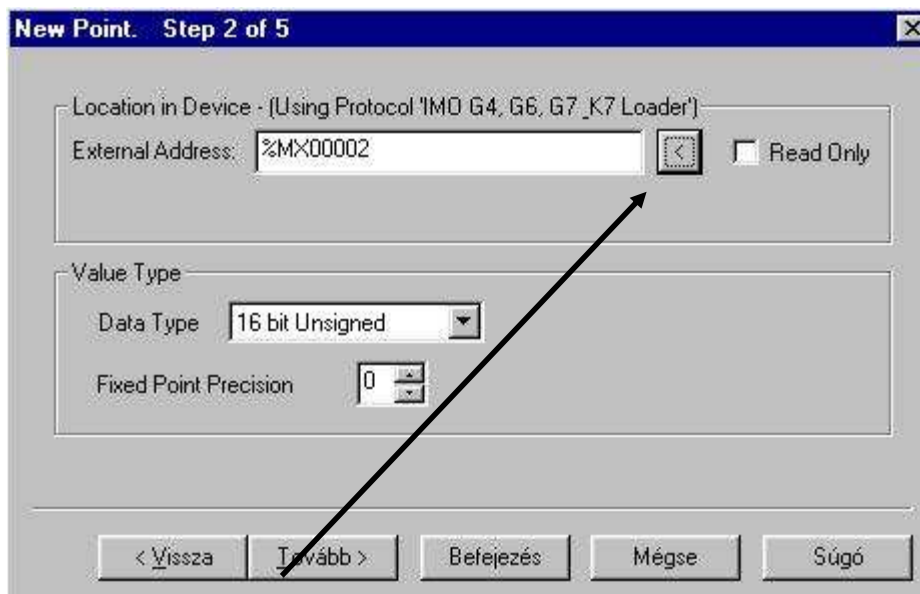 New Point. Step 2 of 5
Location in Device - (Using Protocol 'IMO G4, G6, G7_K7 Loader')
External Address: %MX00002 < Read Only
Value Type
Data Type 16 bit Unsigned
Fixed Point Precision 0
< Vissza Tovább > Befejezés Mégse Súgó